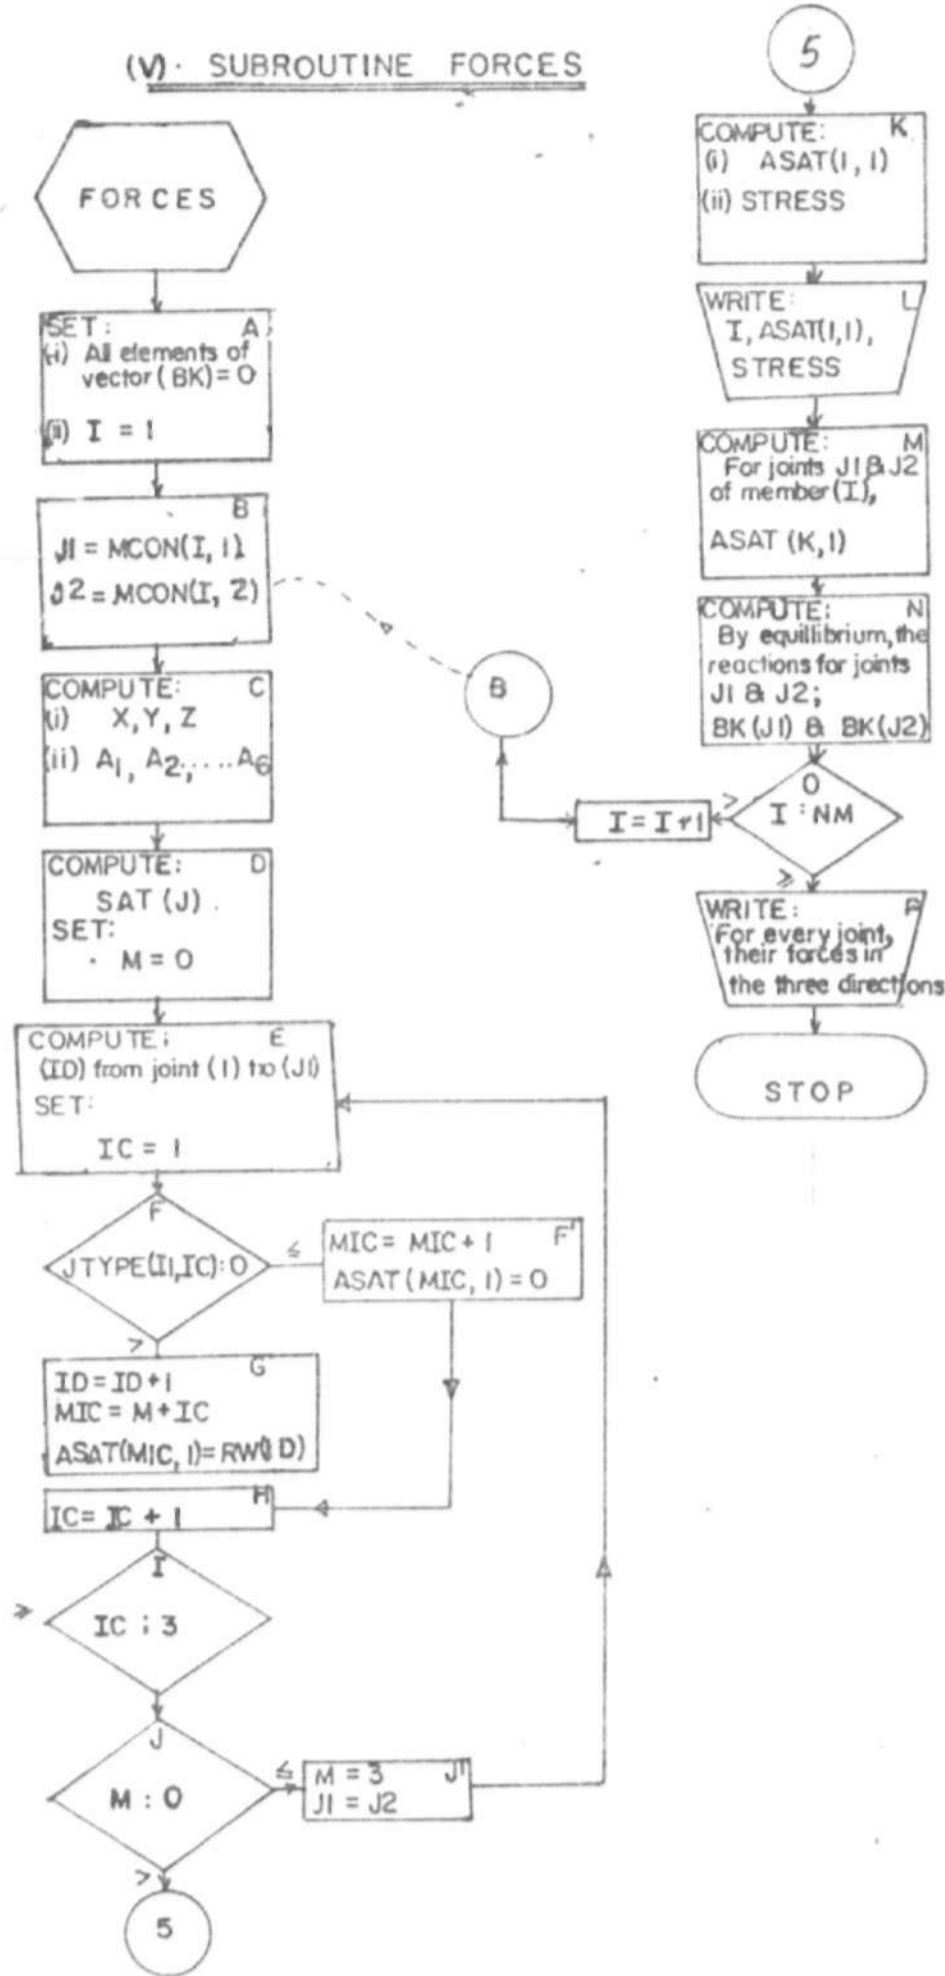 (V). SUBROUTINE FORCES
FORCES
SET: A
(i) All elements of
vector (BK) = 0
(ii) I = 1
B
J1 = MCON(I, 1)
J2 = MCON(I, 2)
COMPUTE: C
(i) X, Y, Z
(ii) A1, A2, .... A6
COMPUTE: D
SAT (J)
SET:
M = 0
COMPUTE: E
(ID) from joint (1) to (J1)
SET:
IC = 1
F
JTYPE(I1, IC) : 0
≤
MIC = MIC + 1 F'
ASAT (MIC, 1) = 0
>
G
ID = ID + 1
MIC = M + IC
ASAT(MIC, 1) = RW(ID)
H
IC = IC + 1
I
≥
IC : 3
J
M : 0
≤
M = 3 J'
J1 = J2
>
5
5
COMPUTE: K
(i) ASAT(1, 1)
(ii) STRESS
WRITE: L
I, ASAT(1,1),
STRESS
COMPUTE: M
For joints J1 & J2
of member (I),
ASAT (K, 1)
COMPUTE: N
By equillibrium, the
reactions for joints
J1 & J2;
BK (J1) & BK (J2)
B
O
I : NM
>
I = I + 1
≥
WRITE: P
For every joint,
their forces in
the three directions
STOP